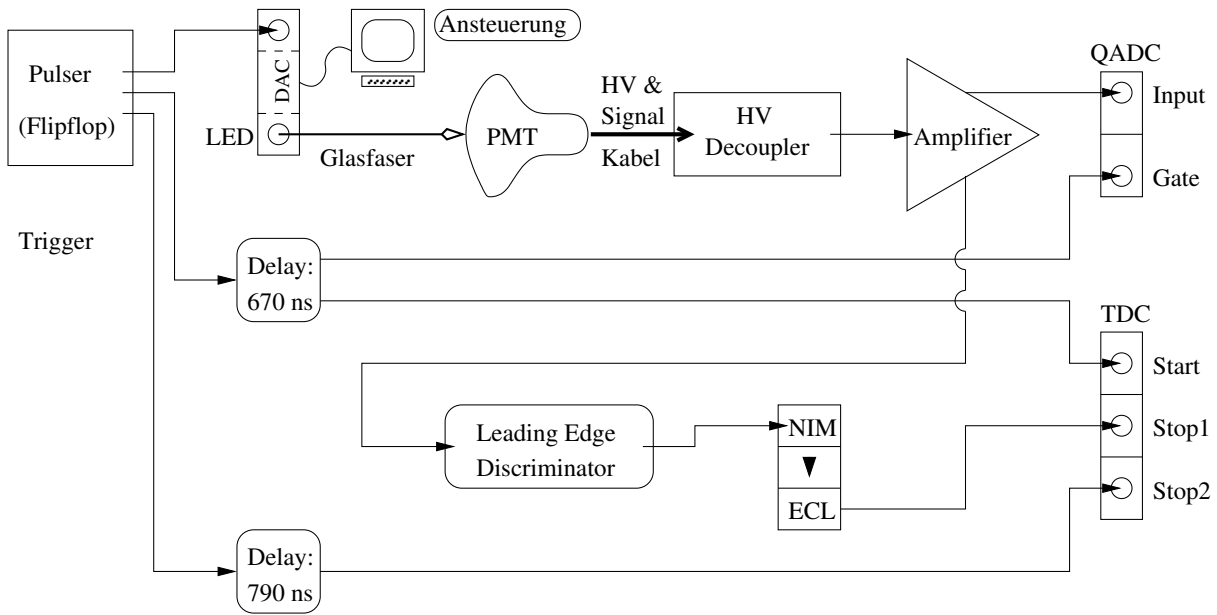 Pulser
(Flipflop)
Trigger
DAC
LED
Ansteuerung
Glasfaser
PMT
HV &
Signal
Kabel
HV
Decoupler
Amplifier
QADC
Input
Gate
Delay:
670 ns
TDC
Start
Stop1
Stop2
Leading Edge
Discriminator
NIM
ECL
Delay:
790 ns